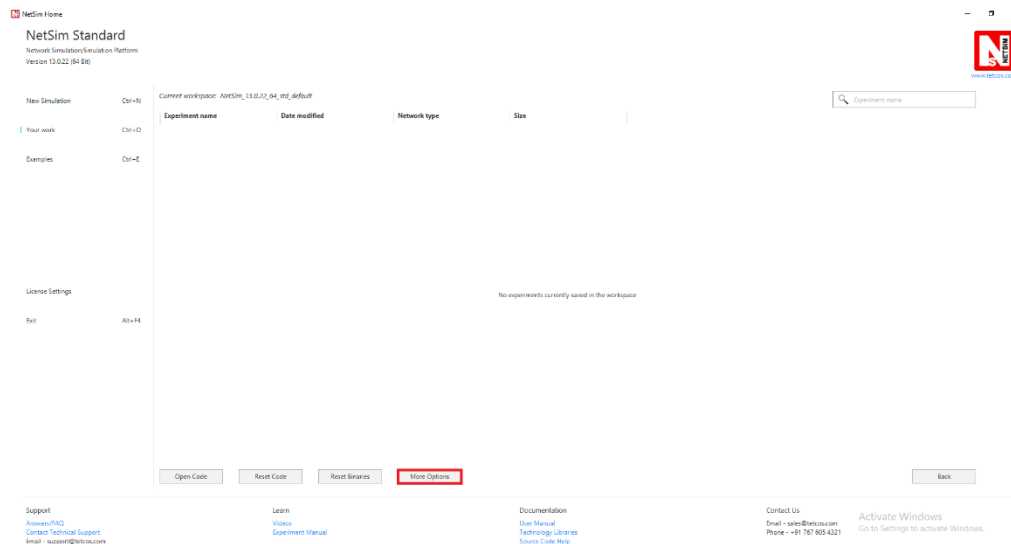 NetSim Home
NetSim Standard
Network Simulation/Emulation Platform
Version 13.0.22 (64 Bit)
NETSIM
www.tetcos.co
New Simulation Ctrl+N
Current workspace: NetSim_13.0.22_64_std_default
Experiment name
Experiment name Date modified Network type Size
Your work Ctrl+O
Examples Ctrl+E
License Settings
No experiments currently saved in the workspace
Exit Alt+F4
Open Code Reset Code Reset Binaries More Options Back
Support Learn Documentation Contact Us
Answers/FAQ Videos User Manual Email - sales@tetcos.com
Contact Technical Support Experiment Manual Technology Libraries Phone - +91 767 605 4321
Email - support@tetcos.com Source Code Help
Activate Windows
Go to Settings to activate Windows.